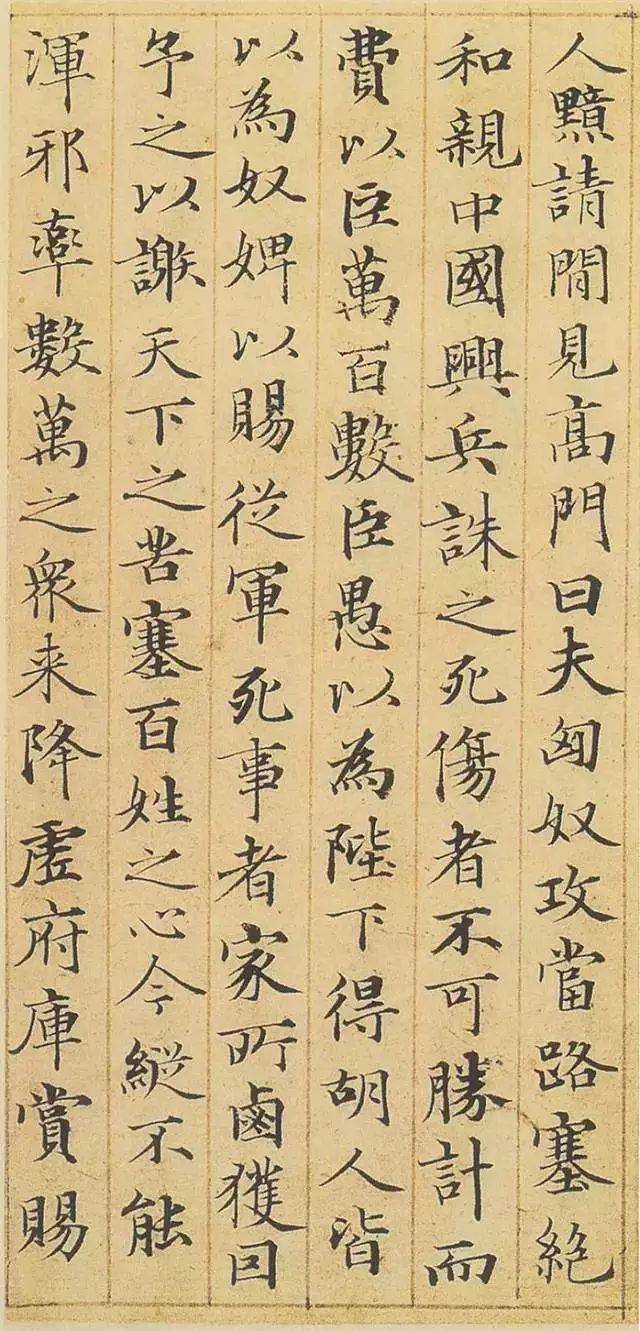 人黯請閒見高門曰夫匈奴攻當路塞絶
和親中國興兵誅之死傷者不可勝計而
費以臣萬百數臣愚以為陛下得胡人皆
以為奴婢以賜從軍死事者家所鹵獲因
予之以謝天下之苦塞百姓之心今縱不能
渾邪率數萬之衆来降虚府庫賞賜